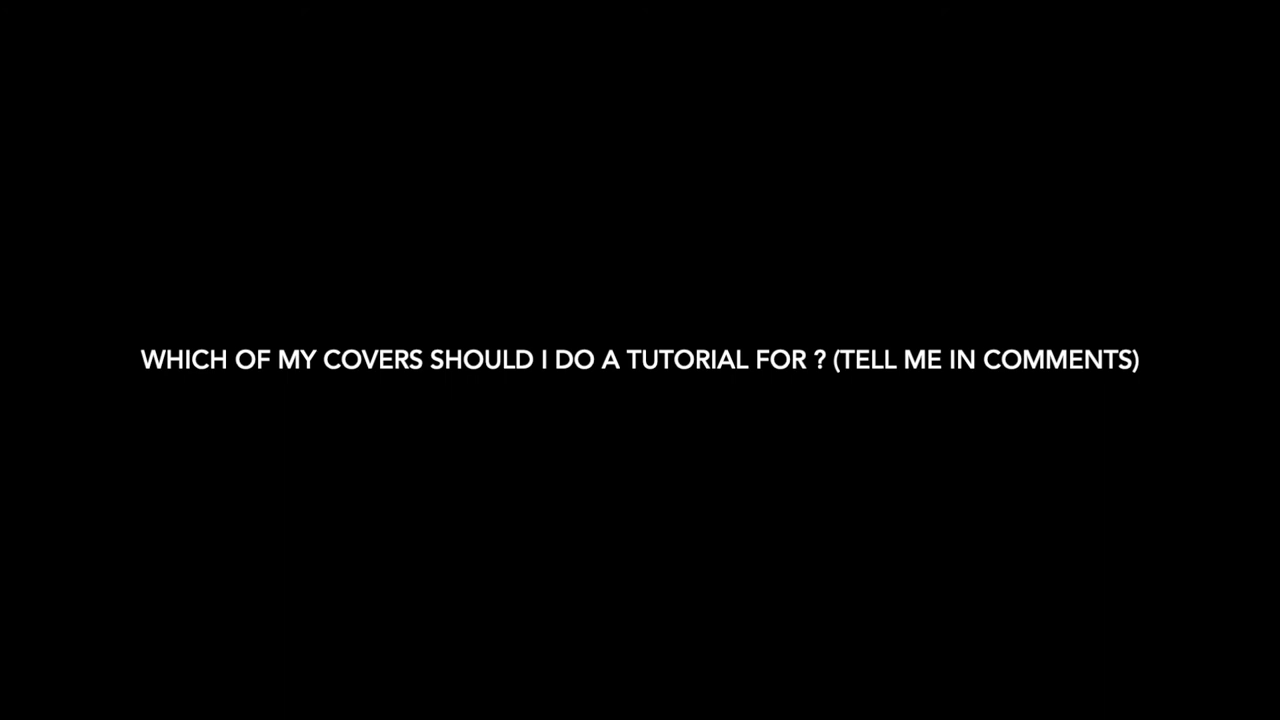 WHICH OF MY COVERS SHOULD I DO A TUTORIAL FOR ? (TELL ME IN COMMENTS)